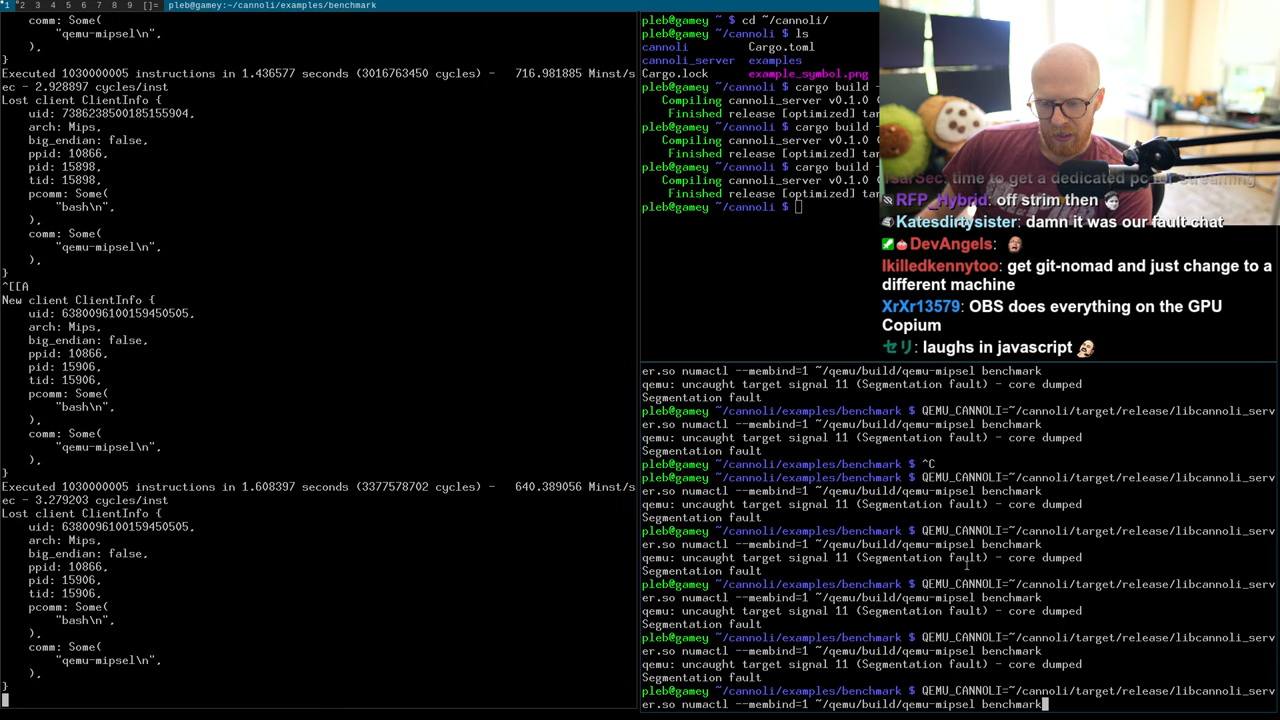 1 2 3 4 5 6 7 8 9 []= pleb@gamey:~/cannoli/examples/benchmark
comm: Some(
"qemu-mipsel\n",
),
}
Executed 1030000005 instructions in 1.436577 seconds (3016763450 cycles) - 716.981885 Minst/s
ec - 2.928897 cycles/inst
Lost client ClientInfo {
uid: 7386238500185155904,
arch: Mips,
big_endian: false,
ppid: 10866,
pid: 15898,
tid: 15898,
pcomm: Some(
"bash\n",
),
comm: Some(
"qemu-mipsel\n",
),
}
^[[A
New client ClientInfo {
uid: 6380096100159450505,
arch: Mips,
big_endian: false,
ppid: 10866,
pid: 15906,
tid: 15906,
pcomm: Some(
"bash\n",
),
comm: Some(
"qemu-mipsel\n",
),
}
Executed 1030000005 instructions in 1.608397 seconds (3377578702 cycles) - 640.389056 Minst/s
ec - 3.279203 cycles/inst
Lost client ClientInfo {
uid: 6380096100159450505,
arch: Mips,
big_endian: false,
ppid: 10866,
pid: 15906,
tid: 15906,
pcomm: Some(
"bash\n",
),
comm: Some(
"qemu-mipsel\n",
),
}
pleb@gamey ~ $ cd ~/cannoli/
pleb@gamey ~/cannoli $ ls
cannoli Cargo.toml
cannoli_server examples
Cargo.lock example_symbol.png
pleb@gamey ~/cannoli $ cargo build -
Compiling cannoli_server v0.1.0 (
Finished release [optimized] tar
pleb@gamey ~/cannoli $ cargo build -
Compiling cannoli_server v0.1.0 (
Finished release [optimized] tar
pleb@gamey ~/cannoli $ cargo build -
Compiling cannoli_server v0.1.0 (
Finished release [optimized] tar
pleb@gamey ~/cannoli $
time to get a dedicated pc for streaming
RFP_Hybrid: off strim then
Katesdirtysister: damn it was our fault chat
DevAngels:
Ikilledkennytoo: get git-nomad and just change to a
different machine
XrXr13579: OBS does everything on the GPU
Copium
セリ: laughs in javascript
er.so numactl --membind=1 ~/qemu/build/qemu-mipsel benchmark
qemu: uncaught target signal 11 (Segmentation fault) - core dumped
Segmentation fault
pleb@gamey ~/cannoli/examples/benchmark $ QEMU_CANNOLI=~/cannoli/target/release/libcannoli_serv
er.so numactl --membind=1 ~/qemu/build/qemu-mipsel benchmark
qemu: uncaught target signal 11 (Segmentation fault) - core dumped
Segmentation fault
pleb@gamey ~/cannoli/examples/benchmark $ ^C
pleb@gamey ~/cannoli/examples/benchmark $ QEMU_CANNOLI=~/cannoli/target/release/libcannoli_serv
er.so numactl --membind=1 ~/qemu/build/qemu-mipsel benchmark
qemu: uncaught target signal 11 (Segmentation fault) - core dumped
Segmentation fault
pleb@gamey ~/cannoli/examples/benchmark $ QEMU_CANNOLI=~/cannoli/target/release/libcannoli_serv
er.so numactl --membind=1 ~/qemu/build/qemu-mipsel benchmark
qemu: uncaught target signal 11 (Segmentation fault) - core dumped
Segmentation fault
pleb@gamey ~/cannoli/examples/benchmark $ QEMU_CANNOLI=~/cannoli/target/release/libcannoli_serv
er.so numactl --membind=1 ~/qemu/build/qemu-mipsel benchmark
qemu: uncaught target signal 11 (Segmentation fault) - core dumped
Segmentation fault
pleb@gamey ~/cannoli/examples/benchmark $ QEMU_CANNOLI=~/cannoli/target/release/libcannoli_serv
er.so numactl --membind=1 ~/qemu/build/qemu-mipsel benchmark
qemu: uncaught target signal 11 (Segmentation fault) - core dumped
Segmentation fault
pleb@gamey ~/cannoli/examples/benchmark $ QEMU_CANNOLI=~/cannoli/target/release/libcannoli_serv
er.so numactl --membind=1 ~/qemu/build/qemu-mipsel benchmark